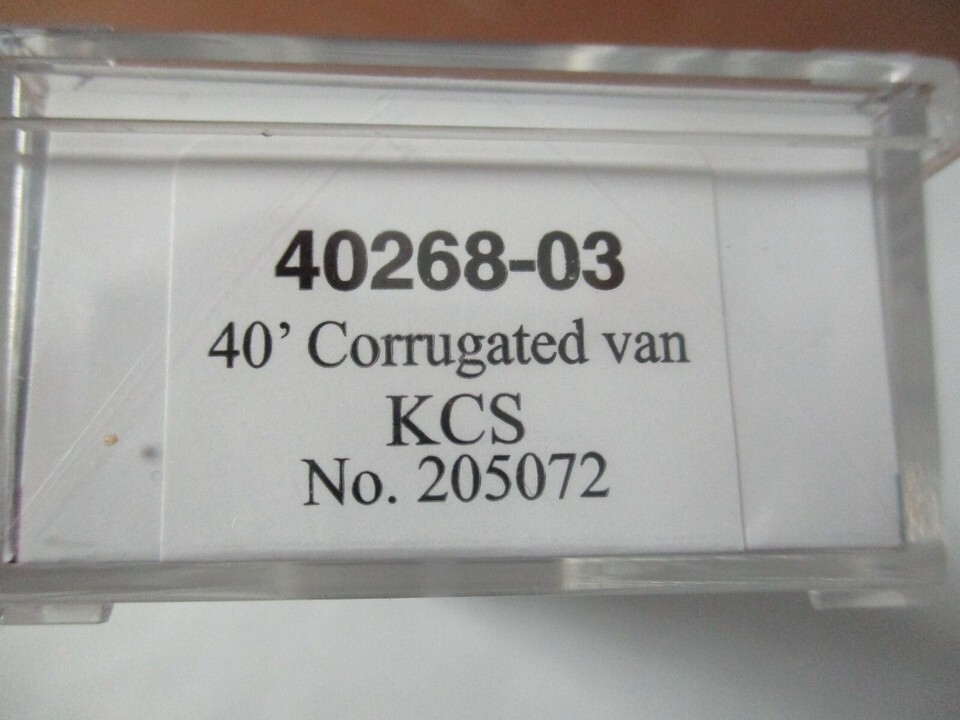 40268-03
40’ Corrugated van
KCS
No. 205072